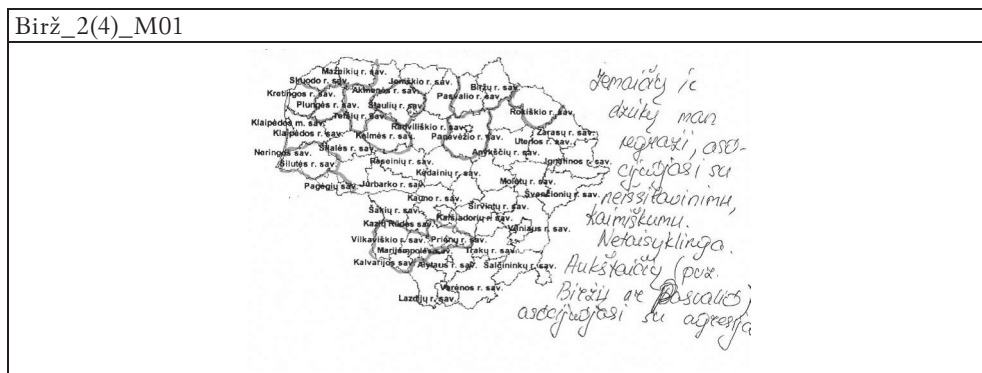 Birž_2(4)_M01
Mažeikių r. sav.
Skuodo r. sav.
Joniškio r. sav.
Akmenės r. sav.
Biržų r. sav.
Kretingos r. sav.
Pasvalio r. sav.
Plungės r. sav.
Šiaulių r. sav.
Rokiškio r. sav.
Telšių r. sav.
Klaipėdos m. sav.
Radviliškio r. sav.
Klaipėdos r. sav.
Kelmės r. sav.
Panevėžio r. sav.
Zarasų r. sav.
Utenos r. sav.
Šilalės r. sav.
Anykščių r. sav.
Neringos sav.
Raseinių r. sav.
Ignalinos r. sav.
Šilutės r. sav.
Kėdainių r. sav.
Molėtų r. sav.
Pagėgių sav.
Jurbarko r. sav.
Švenčionių r. sav.
Kauno r. sav.
Širvintų r. sav.
Šakių r. sav.
Kaišiadorių r. sav.
Kazlų Rūdos sav.
Vilniaus r. sav.
Vilkaviškio r. sav.
Prienų r. sav.
Marijampolės sav.
Trakų r. sav.
Kalvarijos sav.
Alytaus r. sav.
Šalčininkų r. sav.
Varėnos r. sav.
Lazdijų r. sav.
Žemaičių ir
dzūkų man
negraži, aso-
cijuojasi su
neišsilavinimu,
kaimiškumu.
Netaisyklinga.
Aukštaičių (pvz.
Biržų ar Pasvalio)
asocijuojasi su agresija